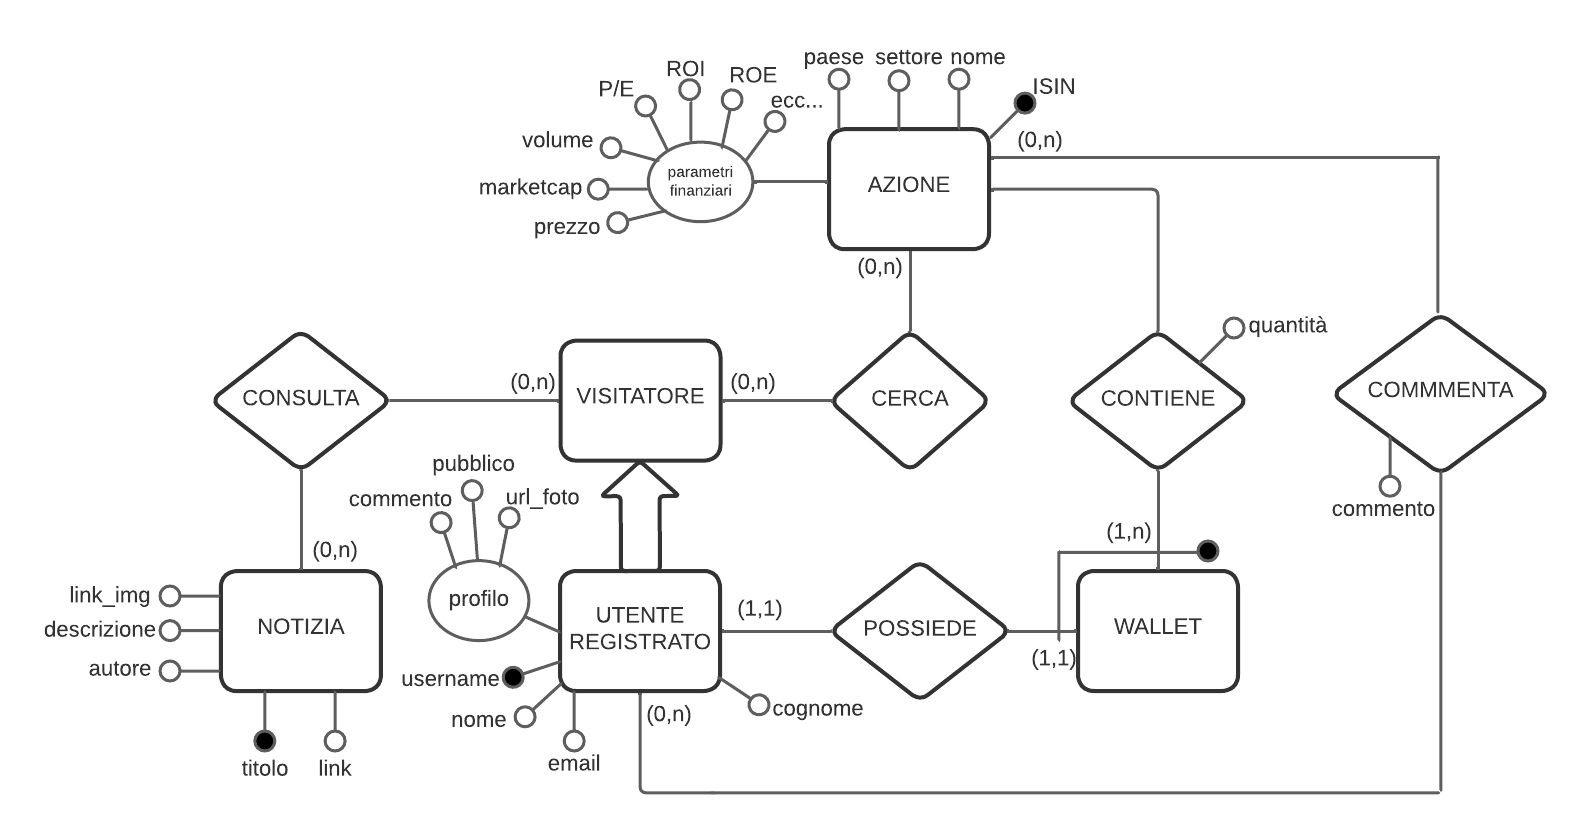 paese
settore
nome
ROI
ROE
P/E
ISIN
ecc...
(0,n)
volume
parametri
finanziari
AZIONE
marketcap
prezzo
(0,n)
quantità
(0,n)
VISITATORE
(0,n)
CONSULTA
CERCA
CONTIENE
COMMMENTA
pubblico
commento
url_foto
commento
(1,n)
(0,n)
link_img
profilo
UTENTE
REGISTRATO
(1,1)
POSSIEDE
WALLET
descrizione
NOTIZIA
(1,1)
autore
username
nome
(0,n)
cognome
email
titolo
link